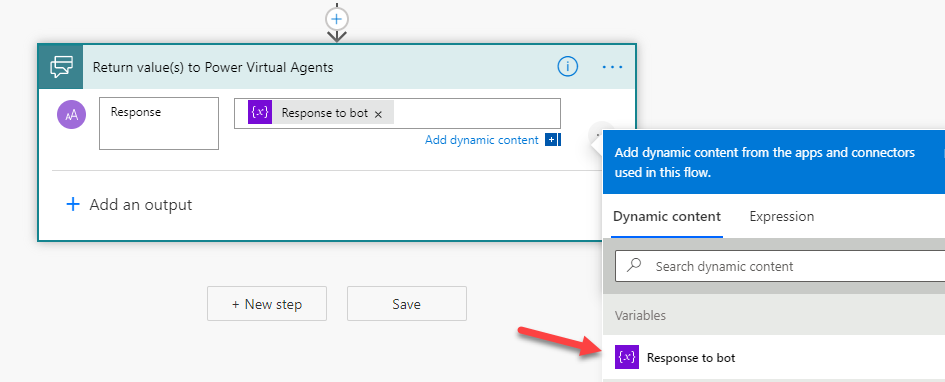 Return value(s) to Power Virtual Agents
AA
Response
{x} Response to bot ×
Add dynamic content
+ Add an output
+ New step
Save
Add dynamic content from the apps and connectors
used in this flow.
Dynamic content
Expression
Search dynamic content
Variables
{x} Response to bot